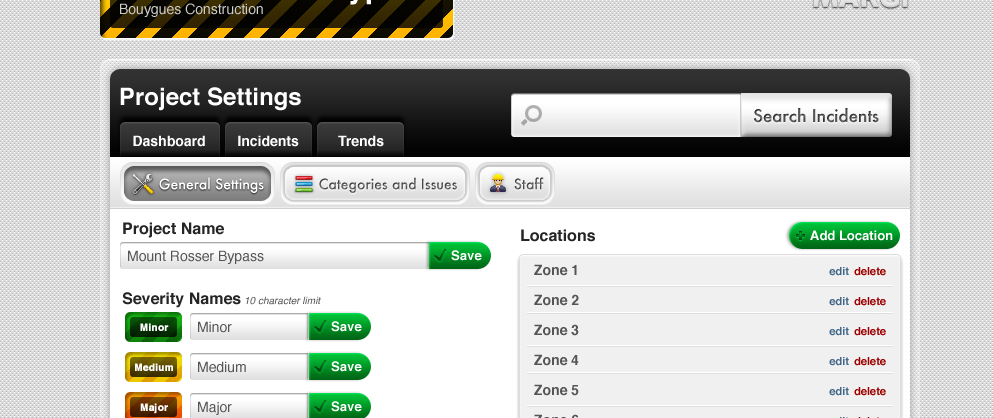 Bouygues Construction
Project Settings
Search Incidents
Dashboard
Incidents
Trends
General Settings
Categories and Issues
Staff
Project Name
Mount Rosser Bypass
Save
Severity Names 10 character limit
Minor
Minor
Save
Medium
Medium
Save
Major
Major
Save
Locations
Add Location
Zone 1 edit delete
Zone 2 edit delete
Zone 3 edit delete
Zone 4 edit delete
Zone 5 edit delete